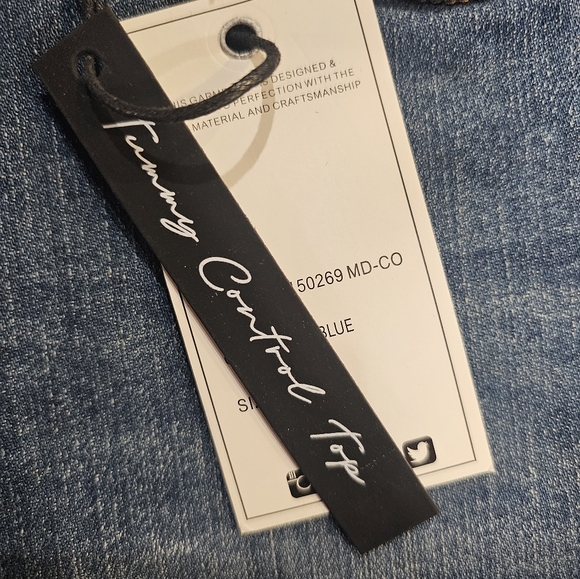 DESIGNED &
PERFECTION WITH THE
MATERIAL AND CRAFTSMANSHIP
50269 MD-CO
BLUE
Tummy Control Top